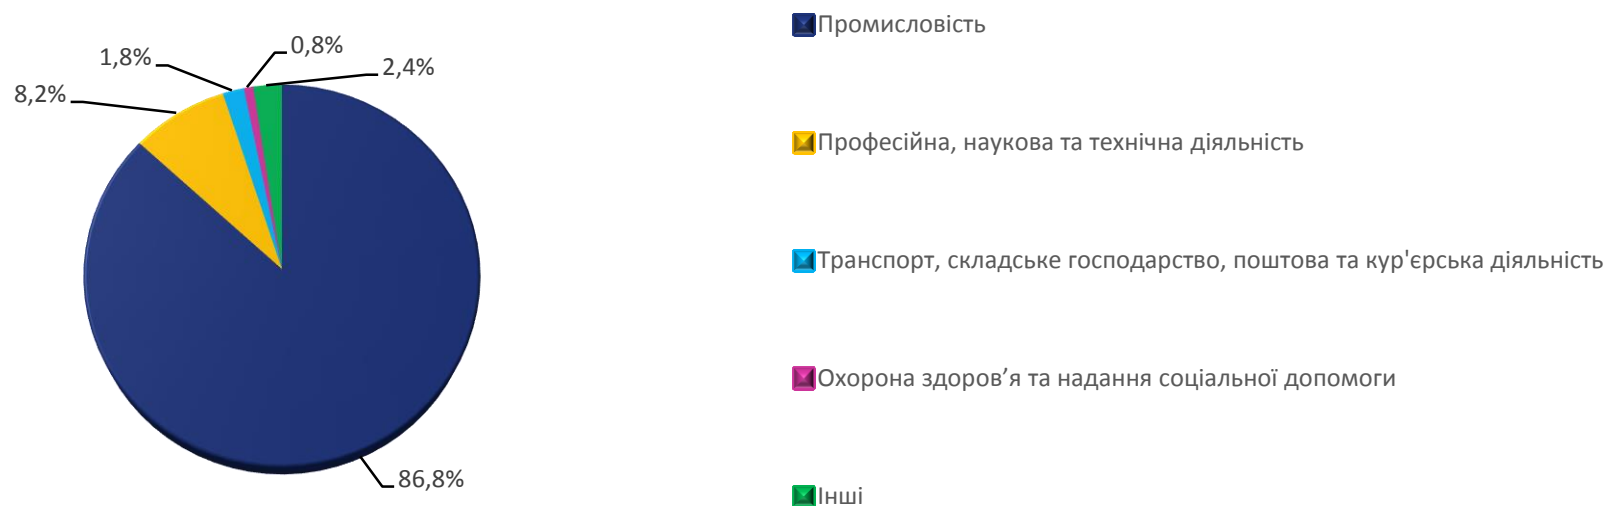 0,8%
1,8%
2,4%
8,2%
86,8%
Промисловість
Професійна, наукова та технічна діяльність
Транспорт, складське господарство, поштова та кур'єрська діяльність
Охорона здоров’я та надання соціальної допомоги
Інші